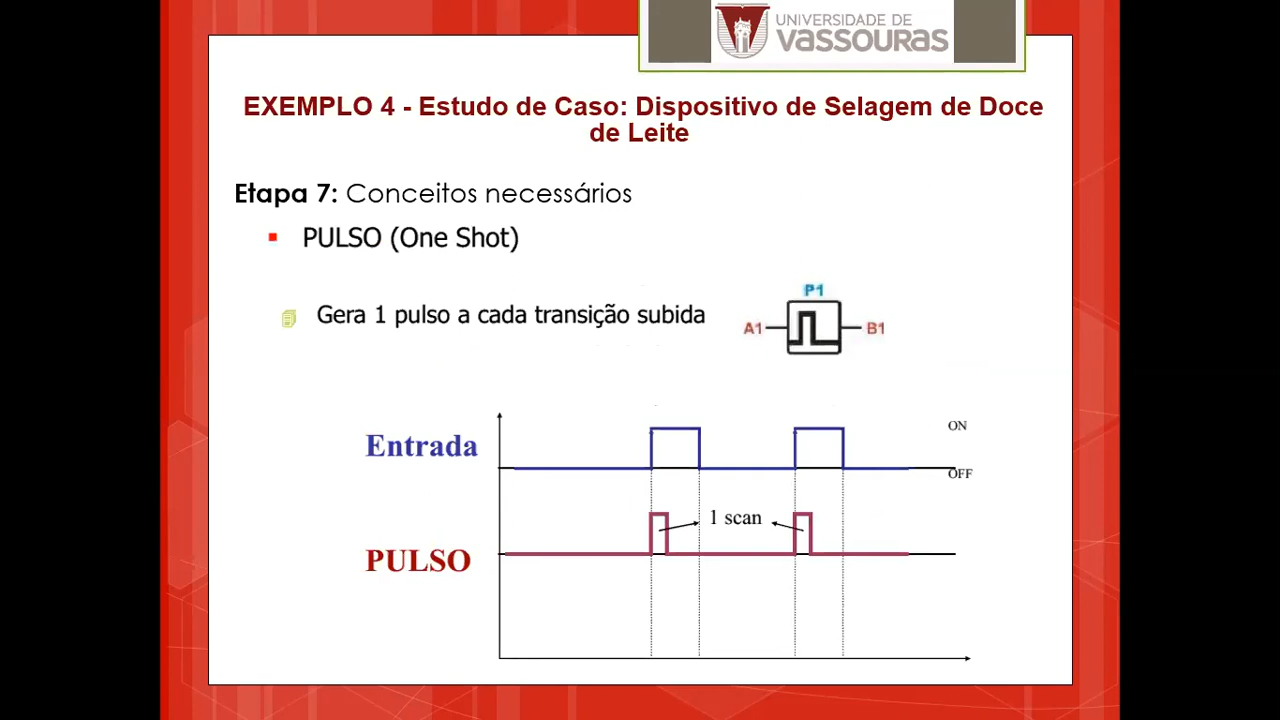 UNIVERSIDADE DE
VASSOURAS
EXEMPLO 4 - Estudo de Caso: Dispositivo de Selagem de Doce
de Leite
Etapa 7: Conceitos necessários
PULSO (One Shot)
Gera 1 pulso a cada transição subida
P1
A1
B1
Entrada
ON
OFF
1 scan
PULSO